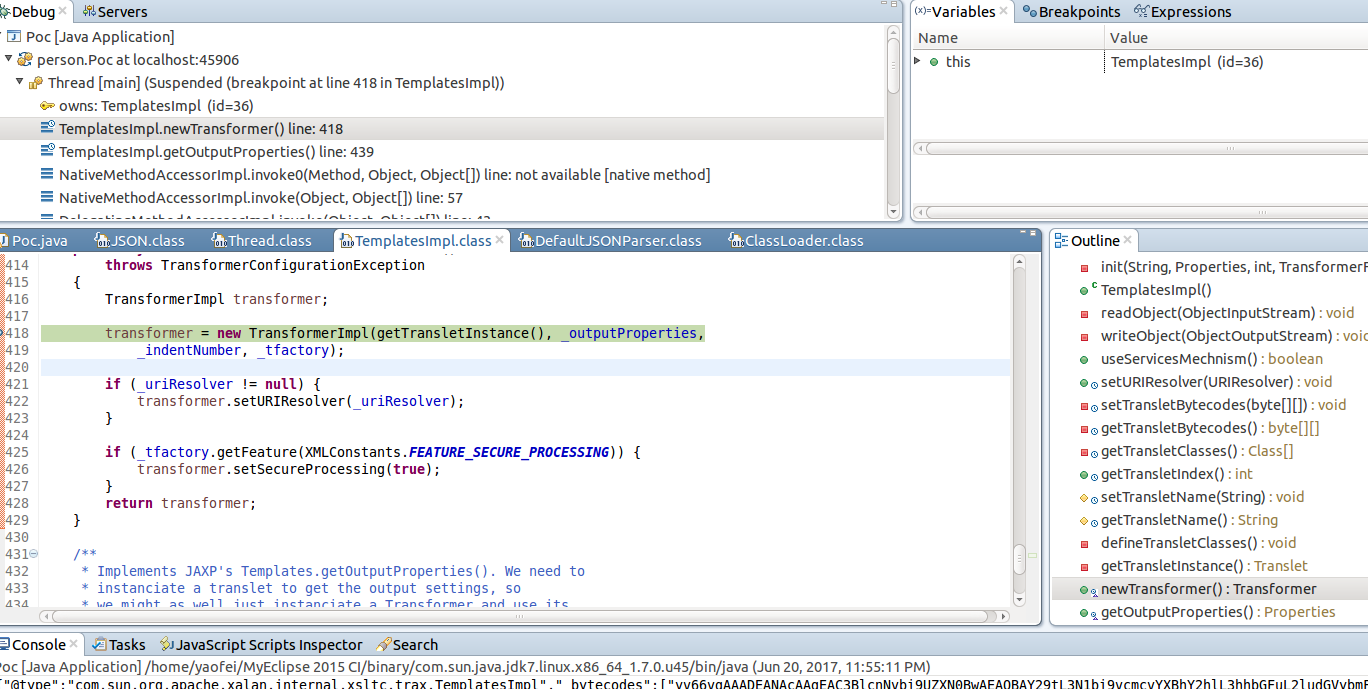 Debug Servers
Poc [Java Application]
person.Poc at localhost:45906
Thread [main] (Suspended (breakpoint at line 418 in TemplatesImpl))
owns: TemplatesImpl (id=36)
TemplatesImpl.newTransformer() line: 418
TemplatesImpl.getOutputProperties() line: 439
NativeMethodAccessorImpl.invoke0(Method, Object, Object[]) line: not available [native method]
NativeMethodAccessorImpl.invoke(Object, Object[]) line: 57
DelegatingMethodAccessorImpl.invoke(Object, Object[]) line: 43
(x)=Variables Breakpoints Expressions
Name Value
this TemplatesImpl (id=36)
Poc.java JSON.class Thread.class TemplatesImpl.class DefaultJSONParser.class ClassLoader.class
414 throws TransformerConfigurationException
415 {
416 TransformerImpl transformer;
417
418 transformer = new TransformerImpl(getTransletInstance(), _outputProperties,
419 _indentNumber, _tfactory);
420
421 if (_uriResolver != null) {
422 transformer.setURIResolver(_uriResolver);
423 }
424
425 if (_tfactory.getFeature(XMLConstants.FEATURE_SECURE_PROCESSING)) {
426 transformer.setSecureProcessing(true);
427 }
428 return transformer;
429 }
430
431 /**
432 * Implements JAXP's Templates.getOutputProperties(). We need to
433 * instanciate a translet to get the output settings, so
434 * we might as well just instanciate a Transformer and use its
Outline
init(String, Properties, int, TransformerF
TemplatesImpl()
readObject(ObjectInputStream) : void
writeObject(ObjectOutputStream) : void
useServicesMechnism() : boolean
setURIResolver(URIResolver) : void
setTransletBytecodes(byte[][]) : void
getTransletBytecodes() : byte[][]
getTransletClasses() : Class[]
getTransletIndex() : int
setTransletName(String) : void
getTransletName() : String
defineTransletClasses() : void
getTransletInstance() : Translet
newTransformer() : Transformer
getOutputProperties() : Properties
Console Tasks JavaScript Scripts Inspector Search
Poc [Java Application] /home/yaofei/MyEclipse 2015 CI/binary/com.sun.java.jdk7.linux.x86_64_1.7.0.u45/bin/java (Jun 20, 2017, 11:55:11 PM)
["@type":"com.sun.org.apache.xalan.internal.xsltc.trax.TemplatesImpl","_bytecodes":